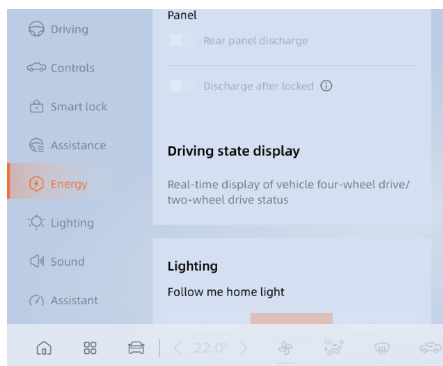 Driving
Controls
Smart lock
Assistance
Energy
Lighting
Sound
Assistant
Panel
Rear panel discharge
Discharge after locked
Driving state display
Real-time display of vehicle four-wheel drive/
two-wheel drive status
Lighting
Follow me home light
22.0°